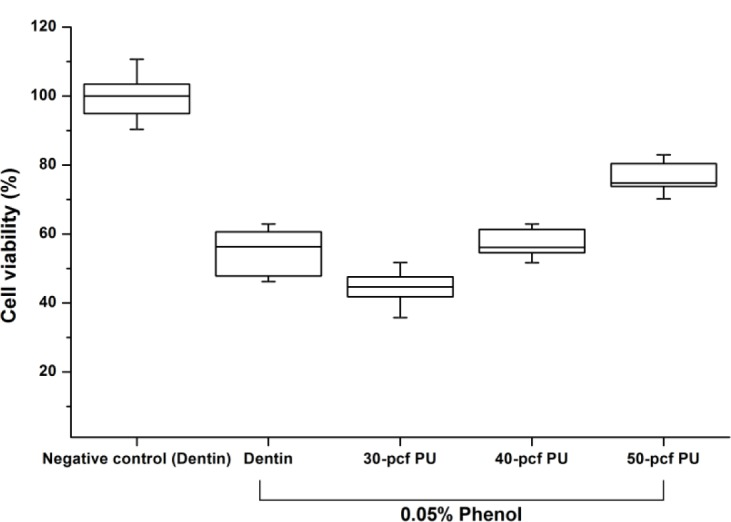 120
100
80
60
40
20
Cell viability (%)
Negative control (Dentin) Dentin 30-pcf PU 40-pcf PU 50-pcf PU
0.05% Phenol